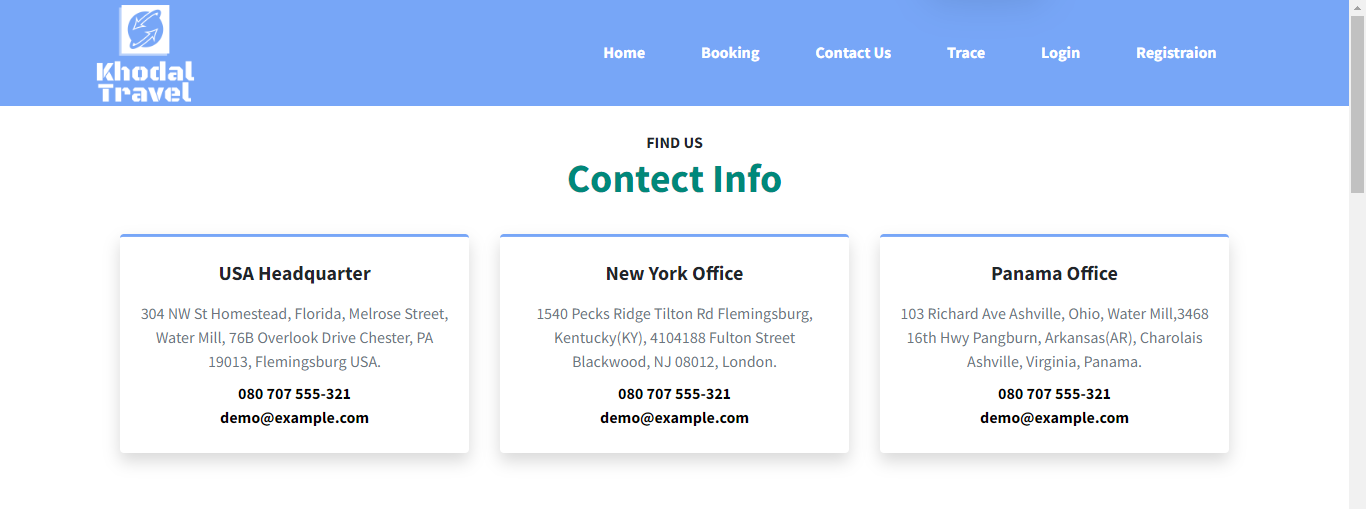 Khodal
Travel
Home Booking Contact Us Trace Login Registraion
FIND US
Contect Info
USA Headquarter
304 NW St Homestead, Florida, Melrose Street,
Water Mill, 76B Overlook Drive Chester, PA
19013, Flemingsburg USA.
080 707 555-321
demo@example.com
New York Office
1540 Pecks Ridge Tilton Rd Flemingsburg,
Kentucky(KY), 4104188 Fulton Street
Blackwood, NJ 08012, London.
080 707 555-321
demo@example.com
Panama Office
103 Richard Ave Ashville, Ohio, Water Mill,3468
16th Hwy Pangburn, Arkansas(AR), Charolais
Ashville, Virginia, Panama.
080 707 555-321
demo@example.com